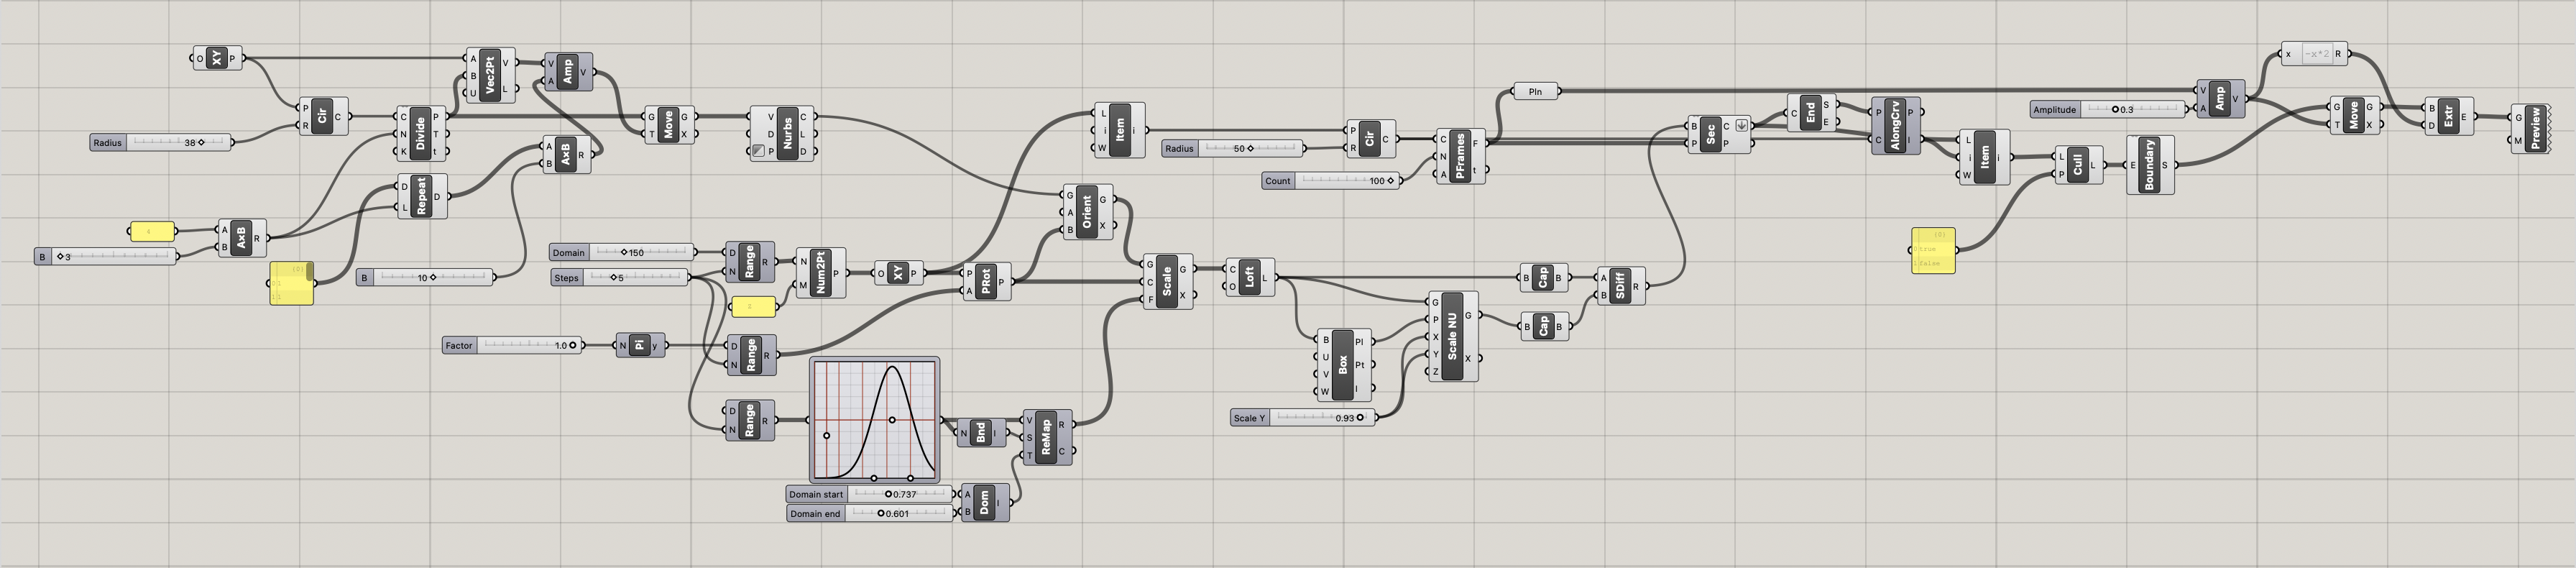 O XY P
P R Cir C
Radius 38
C N K Divide P T t
A B U Vec2Pt V L
V A Amp V
A B AxB R
D L Repeat D
A B AxB R
B 3
B 10
G T Move G X
V D P Nurbs C L D
Domain 150
Steps 5
D N Range R
N M Num2Pt P
O XY P
P A PRot P
Factor 1.0
N Pi y
D N Range R
D N Range R
N Bnd I
V S T ReMap R C
Domain start 0.737
Domain end 0.601
A B Dom I
L i W Item i
G A B Orient G X
G C F Scale G X
C O Loft L
Radius 50
Count 100
P R Cir C
C N A PFrames F t
Pln
B U V W Box Pl Pt I
Scale Y 0.93
G P X Y Z Scale NU G X
B Cap B
B Cap B
A B SDiff R
B P Sec C P
C End S E
P C AlongCrv P I
L i W Item i
L P Cull L
E Boundary S
{0}
true
false
Amplitude 0.3
V A Amp V
x -x*2 R
G T Move G X
B D Extr E
G M Preview